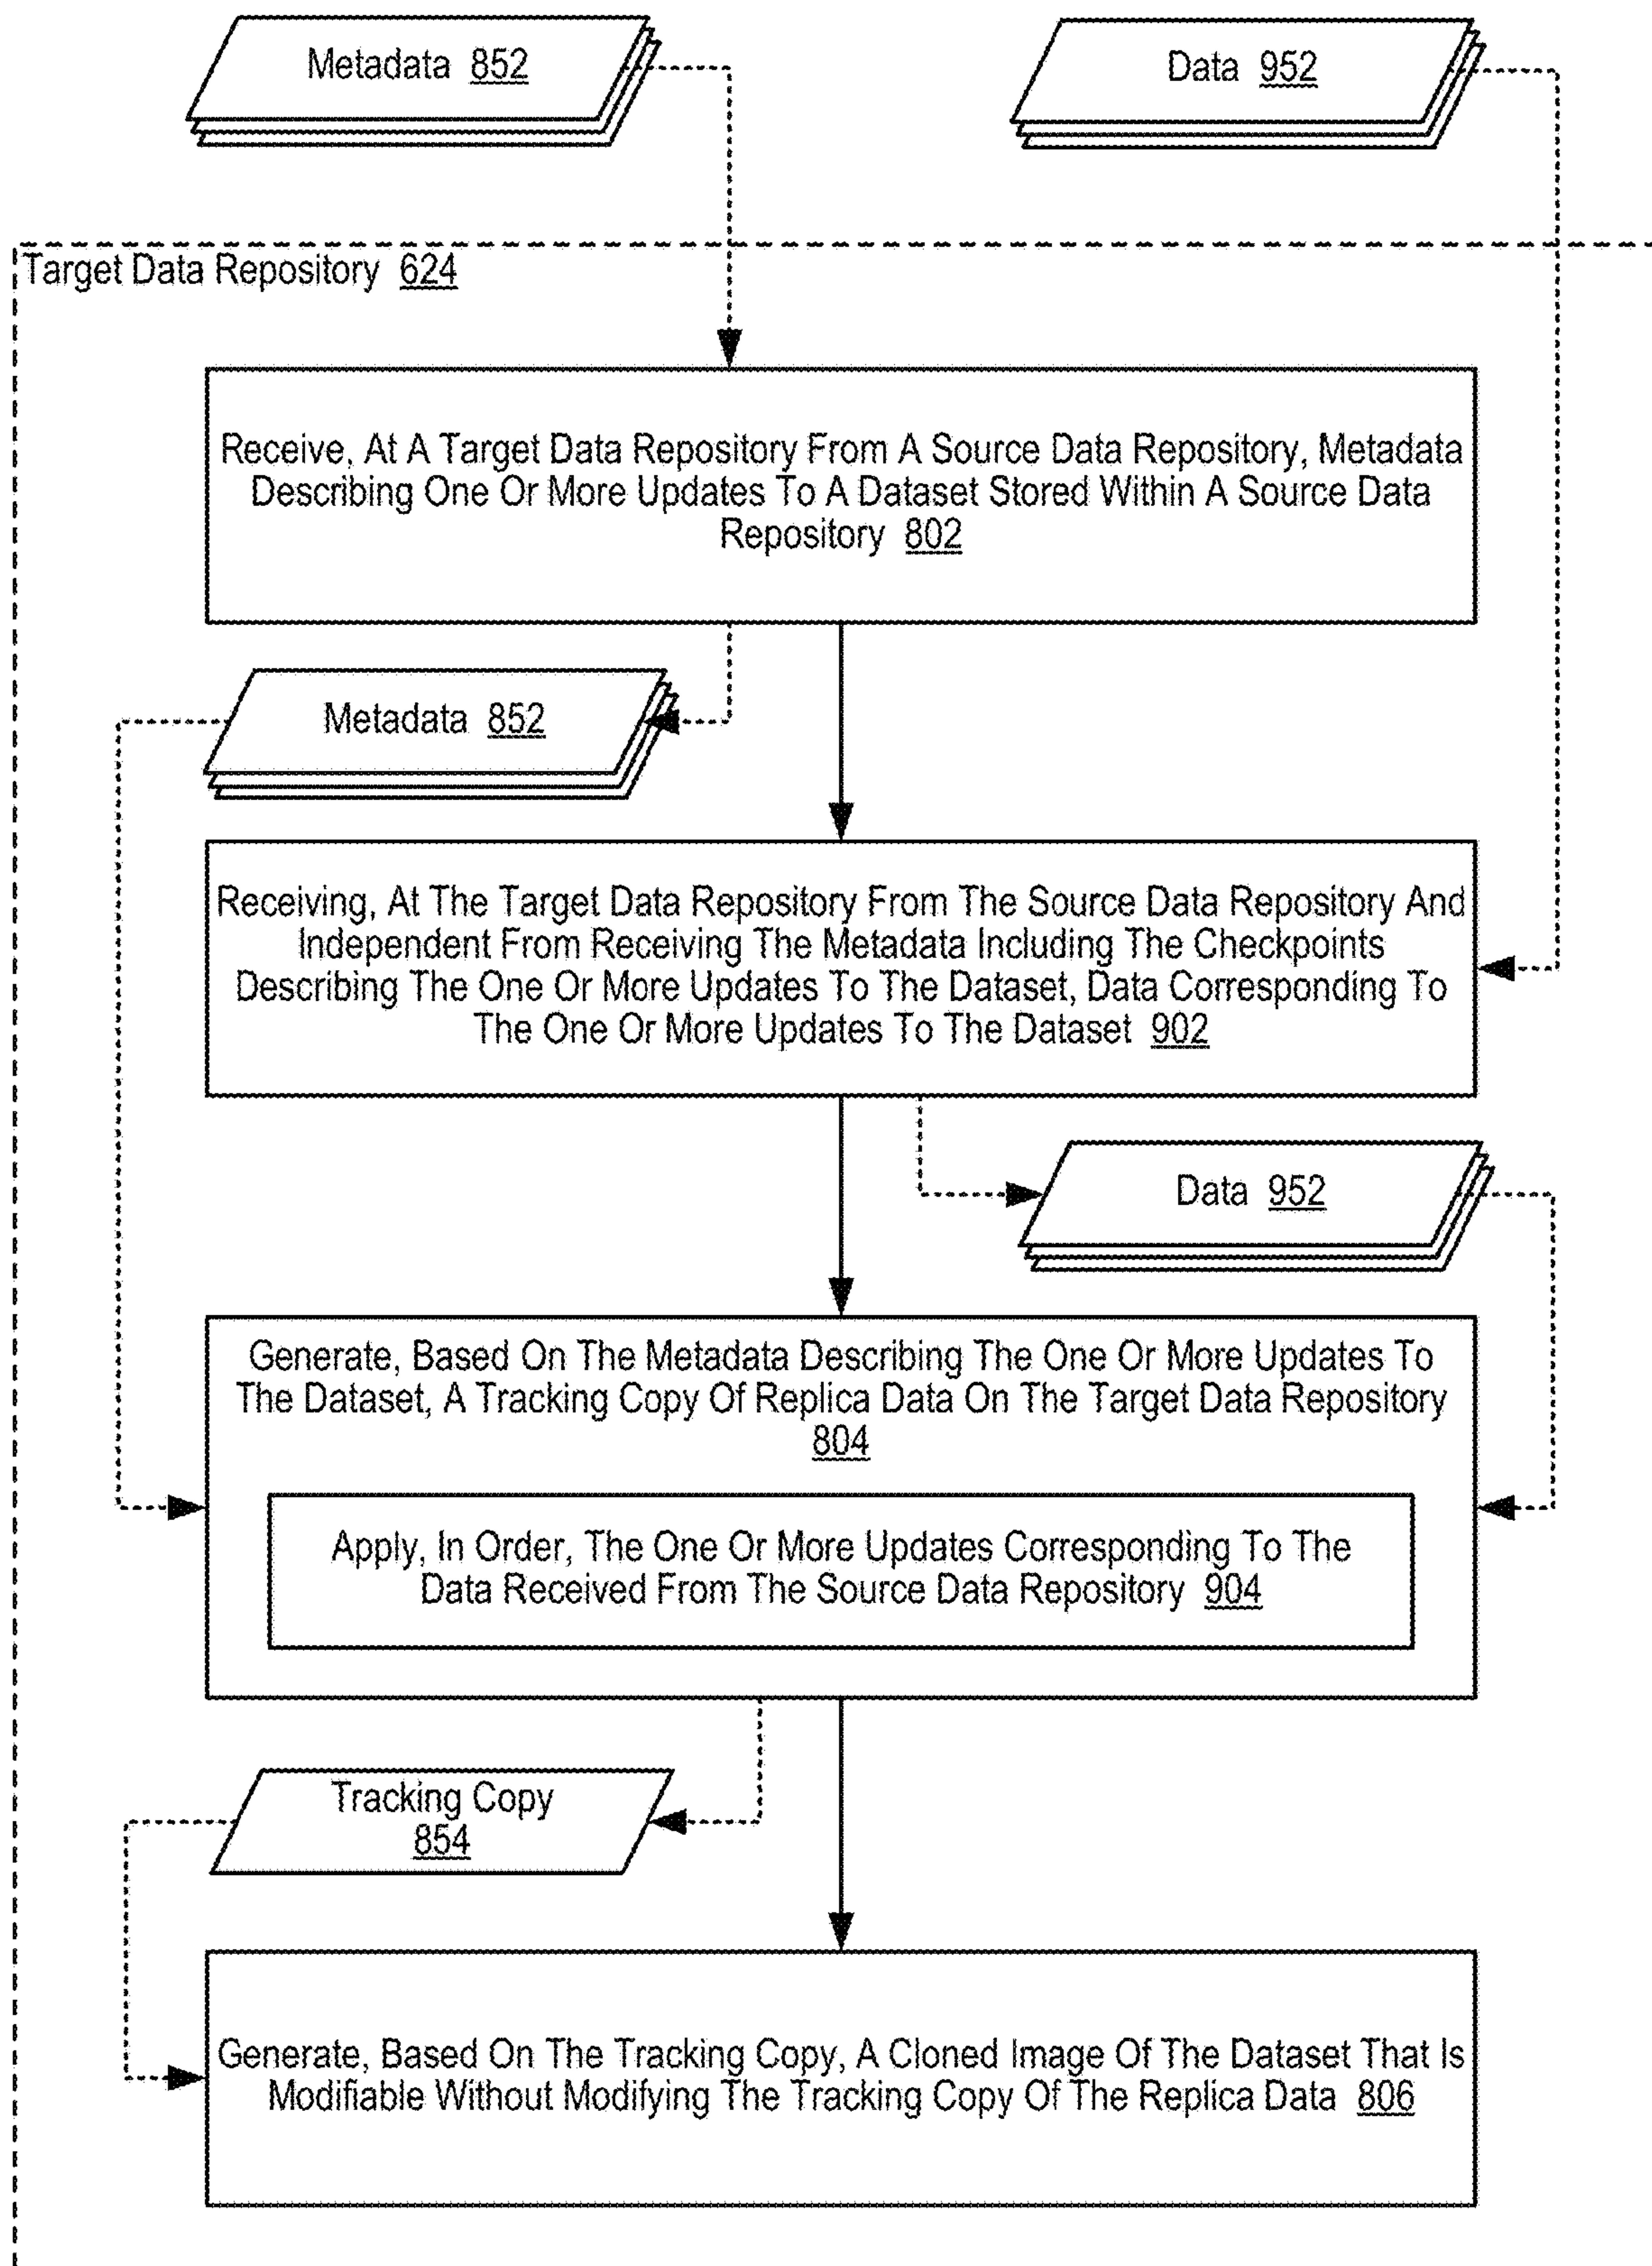 Metadata 852
Data 952
Target Data Repository 624
Receive, At A Target Data Repository From A Source Data Repository, Metadata
Describing One Or More Updates To A Dataset Stored Within A Source Data
Repository 802
Metadata 852
Receiving, At The Target Data Repository From The Source Data Repository And
Independent From Receiving The Metadata Including The Checkpoints
Describing The One Or More Updates To The Dataset, Data Corresponding To
The One Or More Updates To The Dataset 902
Data 952
Generate, Based On The Metadata Describing The One Or More Updates To
The Dataset, A Tracking Copy Of Replica Data On The Target Data Repository
804
Apply, In Order, The One Or More Updates Corresponding To The
Data Received From The Source Data Repository 904
Tracking Copy
854
Generate, Based On The Tracking Copy, A Cloned Image Of The Dataset That Is
Modifiable Without Modifying The Tracking Copy Of The Replica Data 806